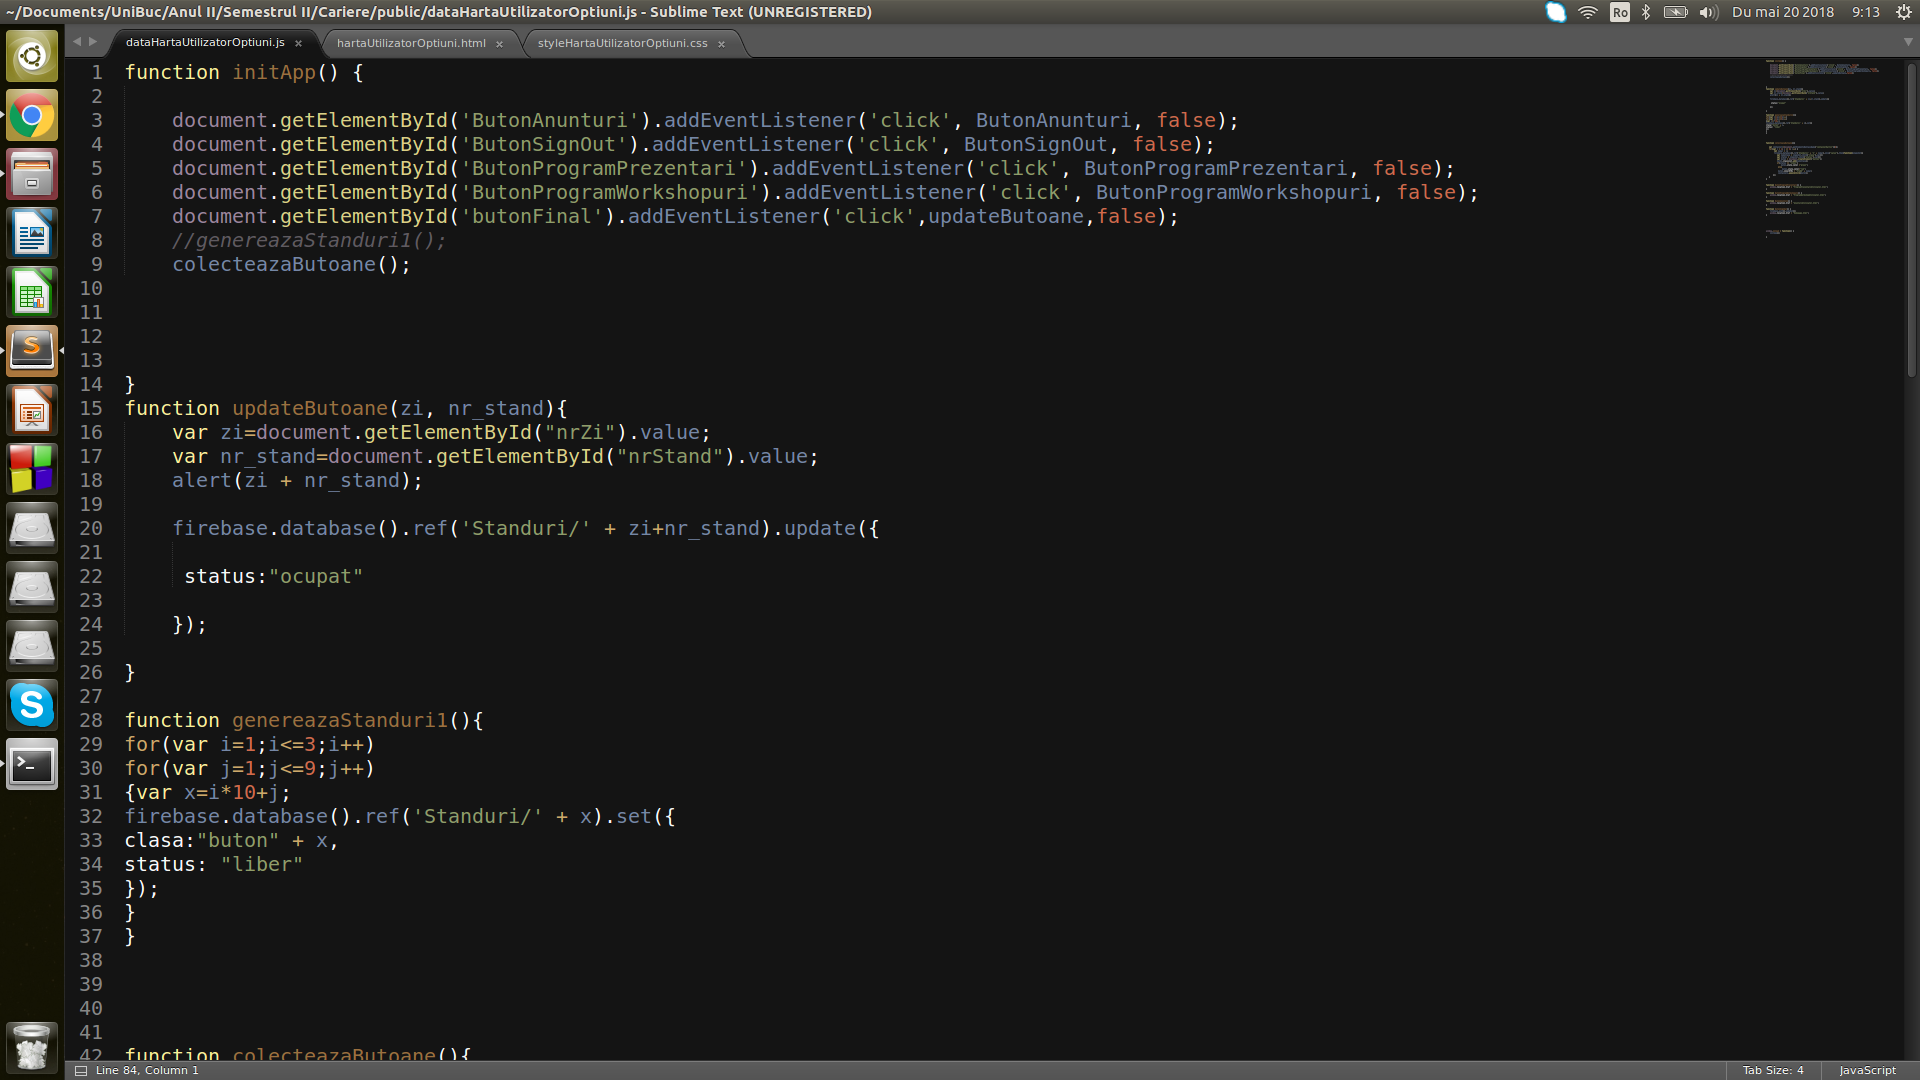 ~/Documents/UniBuc/Anul II/Semestrul II/Cariere/public/dataHartaUtilizatorOptiuni.js - Sublime Text (UNREGISTERED)
Ro
Du mai 20 2018
9:13
dataHartaUtilizatorOptiuni.js ×
hartaUtilizatorOptiuni.html ×
styleHartaUtilizatorOptiuni.css ×
1 function initApp() {
2
3 document.getElementById('ButonAnunturi').addEventListener('click', ButonAnunturi, false);
4 document.getElementById('ButonSignOut').addEventListener('click', ButonSignOut, false);
5 document.getElementById('ButonProgramPrezentari').addEventListener('click', ButonProgramPrezentari, false);
6 document.getElementById('ButonProgramWorkshopuri').addEventListener('click', ButonProgramWorkshopuri, false);
7 document.getElementById('butonFinal').addEventListener('click',updateButoane,false);
8 //genereazaStanduri1();
9 colecteazaButoane();
10
11
12
13
14 }
15 function updateButoane(zi, nr_stand){
16 var zi=document.getElementById("nrZi").value;
17 var nr_stand=document.getElementById("nrStand").value;
18 alert(zi + nr_stand);
19
20 firebase.database().ref('Standuri/' + zi+nr_stand).update({
21
22 status:"ocupat"
23
24 });
25
26 }
27
28 function genereazaStanduri1(){
29 for(var i=1;i<=3;i++)
30 for(var j=1;j<=9;j++)
31 {var x=i*10+j;
32 firebase.database().ref('Standuri/' + x).set({
33 clasa:"buton" + x,
34 status: "liber"
35 });
36 }
37 }
38
39
40
41
42 function colecteazaButoane(){
Line 84, Column 1
Tab Size: 4
JavaScript